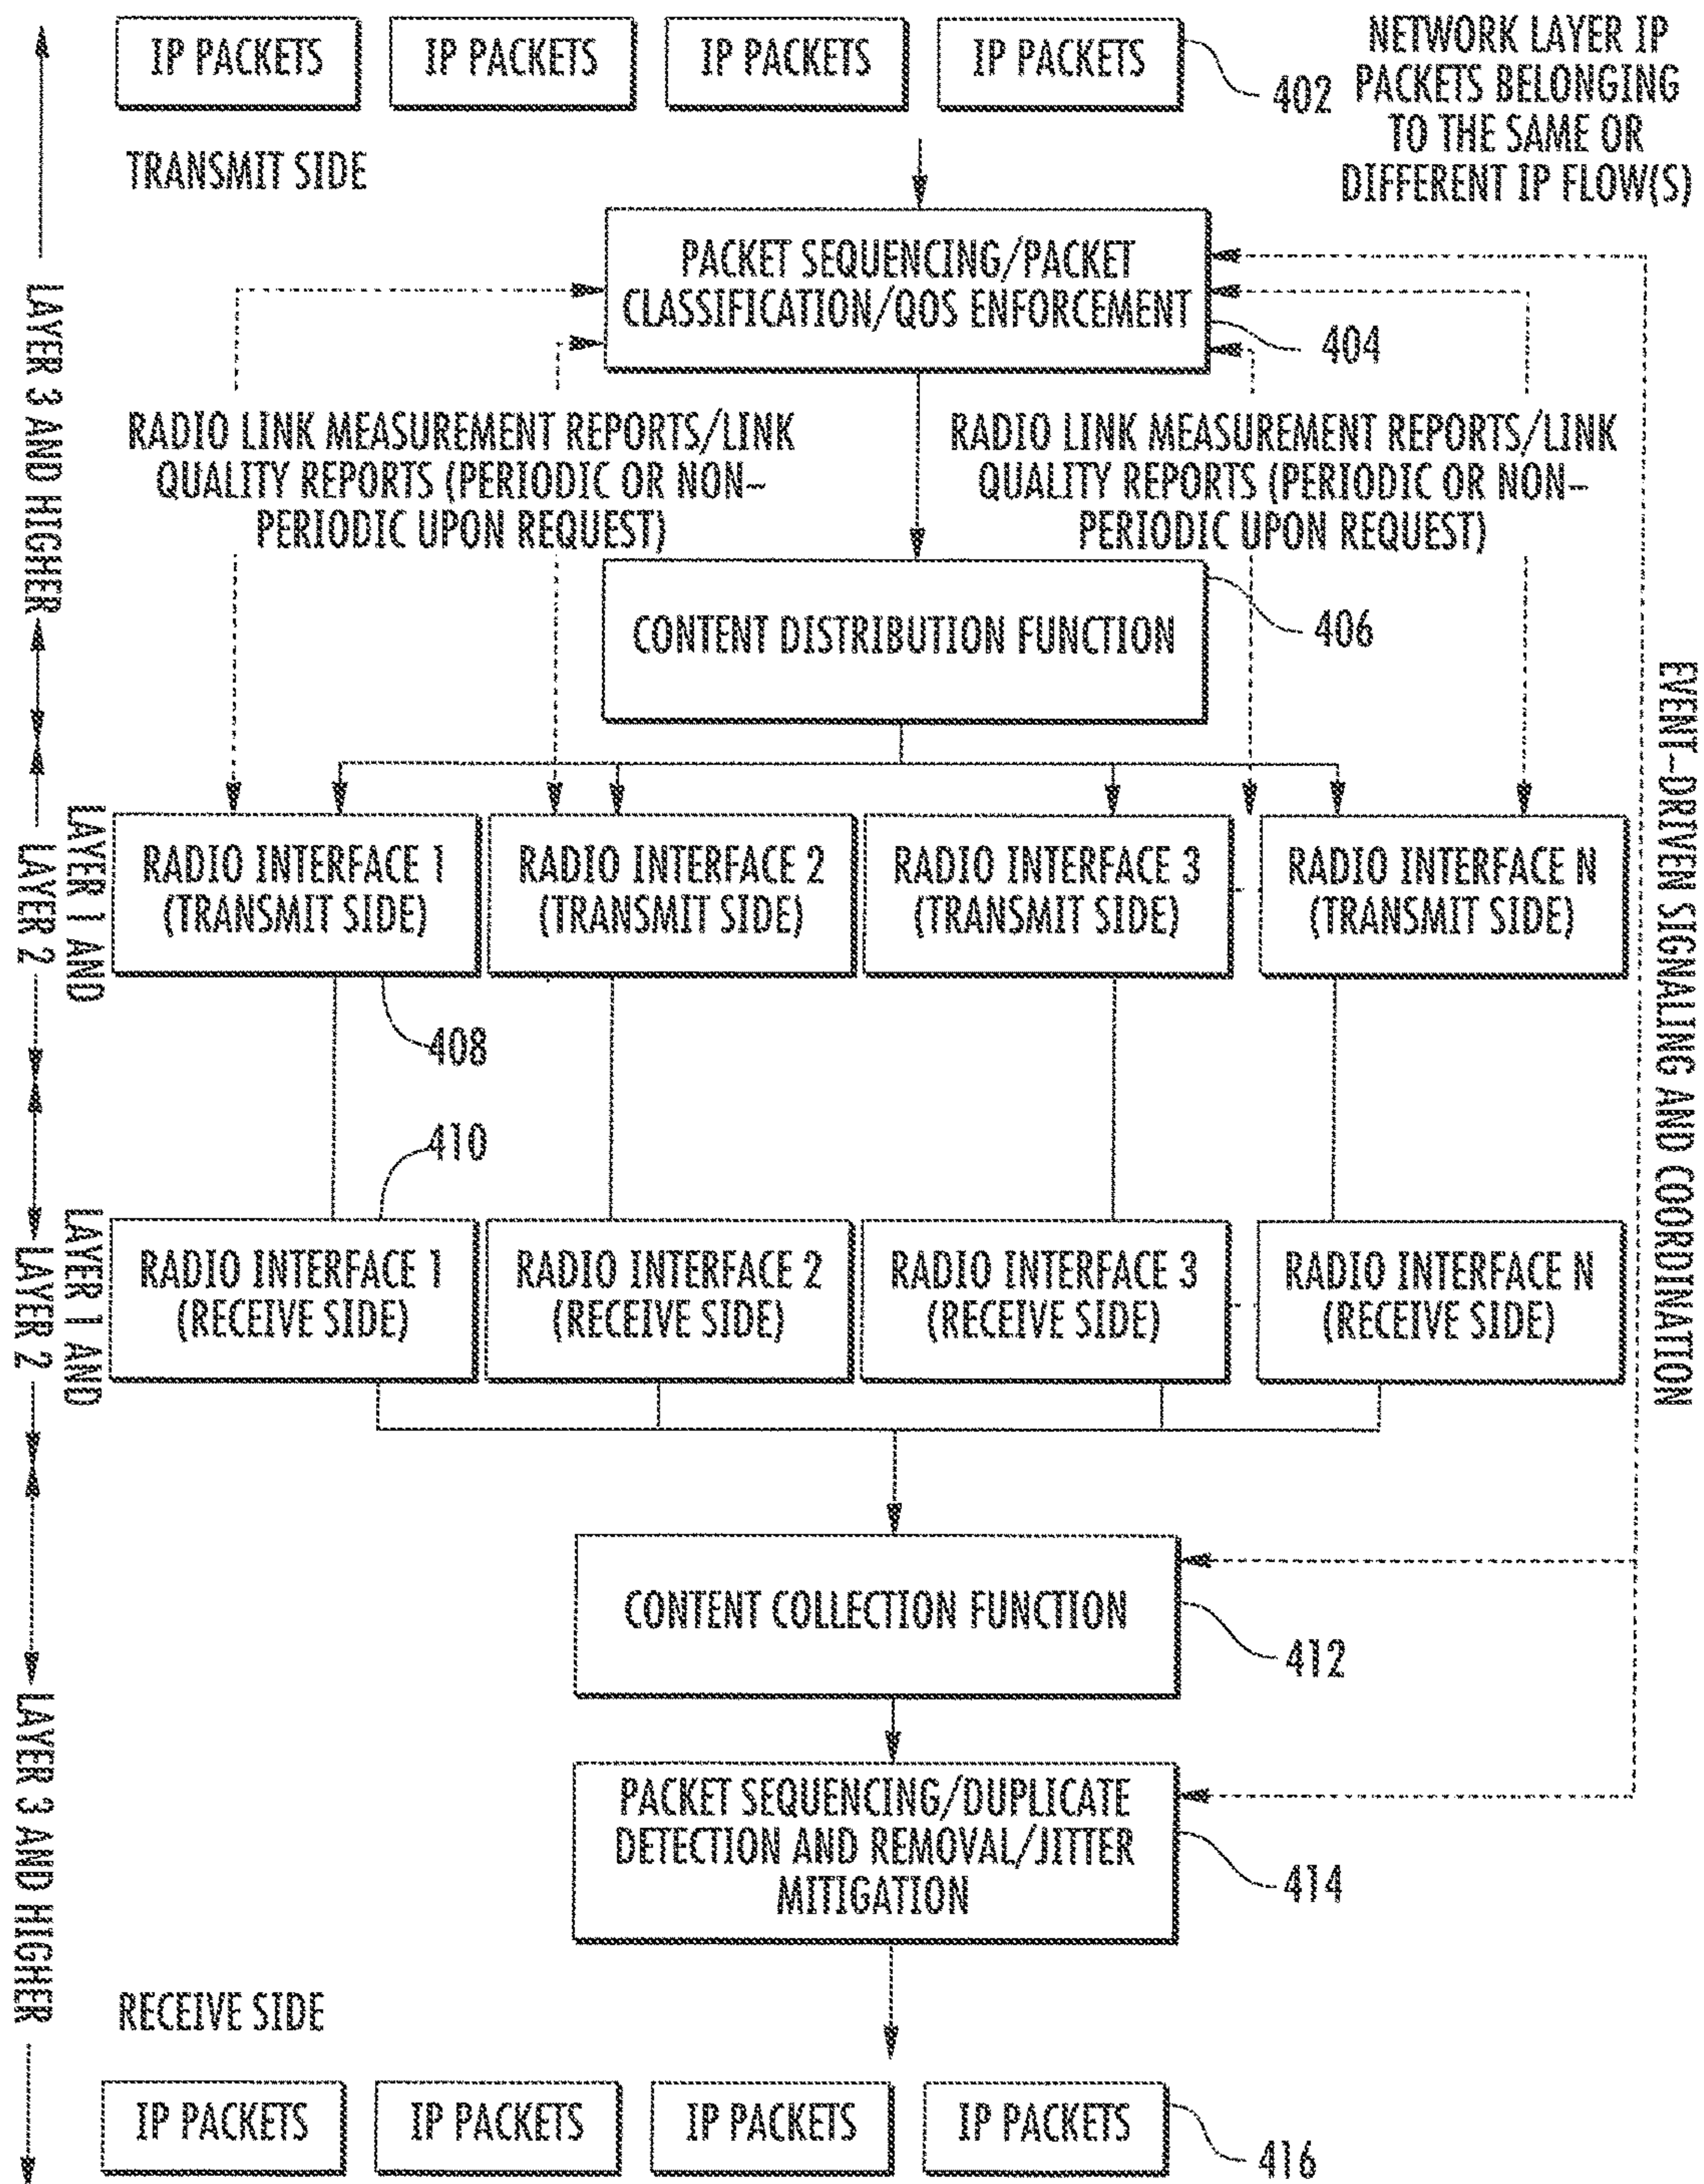 IP PACKETS
IP PACKETS
IP PACKETS
IP PACKETS
402
NETWORK LAYER IP
PACKETS BELONGING
TO THE SAME OR
DIFFERENT IP FLOW(S)
TRANSMIT SIDE
PACKET SEQUENCING/PACKET
CLASSIFICATION/QOS ENFORCEMENT
404
LAYER 3 AND HIGHER
RADIO LINK MEASUREMENT REPORTS/LINK
QUALITY REPORTS (PERIODIC OR NON-
PERIODIC UPON REQUEST)
RADIO LINK MEASUREMENT REPORTS/LINK
QUALITY REPORTS (PERIODIC OR NON-
PERIODIC UPON REQUEST)
CONTENT DISTRIBUTION FUNCTION
406
EVENT-DRIVEN SIGNALING AND COORDINATION
LAYER 1 AND
LAYER 2
RADIO INTERFACE 1
(TRANSMIT SIDE)
RADIO INTERFACE 2
(TRANSMIT SIDE)
RADIO INTERFACE 3
(TRANSMIT SIDE)
RADIO INTERFACE N
(TRANSMIT SIDE)
408
410
LAYER 1 AND
LAYER 2
RADIO INTERFACE 1
(RECEIVE SIDE)
RADIO INTERFACE 2
(RECEIVE SIDE)
RADIO INTERFACE 3
(RECEIVE SIDE)
RADIO INTERFACE N
(RECEIVE SIDE)
CONTENT COLLECTION FUNCTION
412
LAYER 3 AND HIGHER
PACKET SEQUENCING/DUPLICATE
DETECTION AND REMOVAL/JITTER
MITIGATION
414
RECEIVE SIDE
IP PACKETS
IP PACKETS
IP PACKETS
IP PACKETS
416